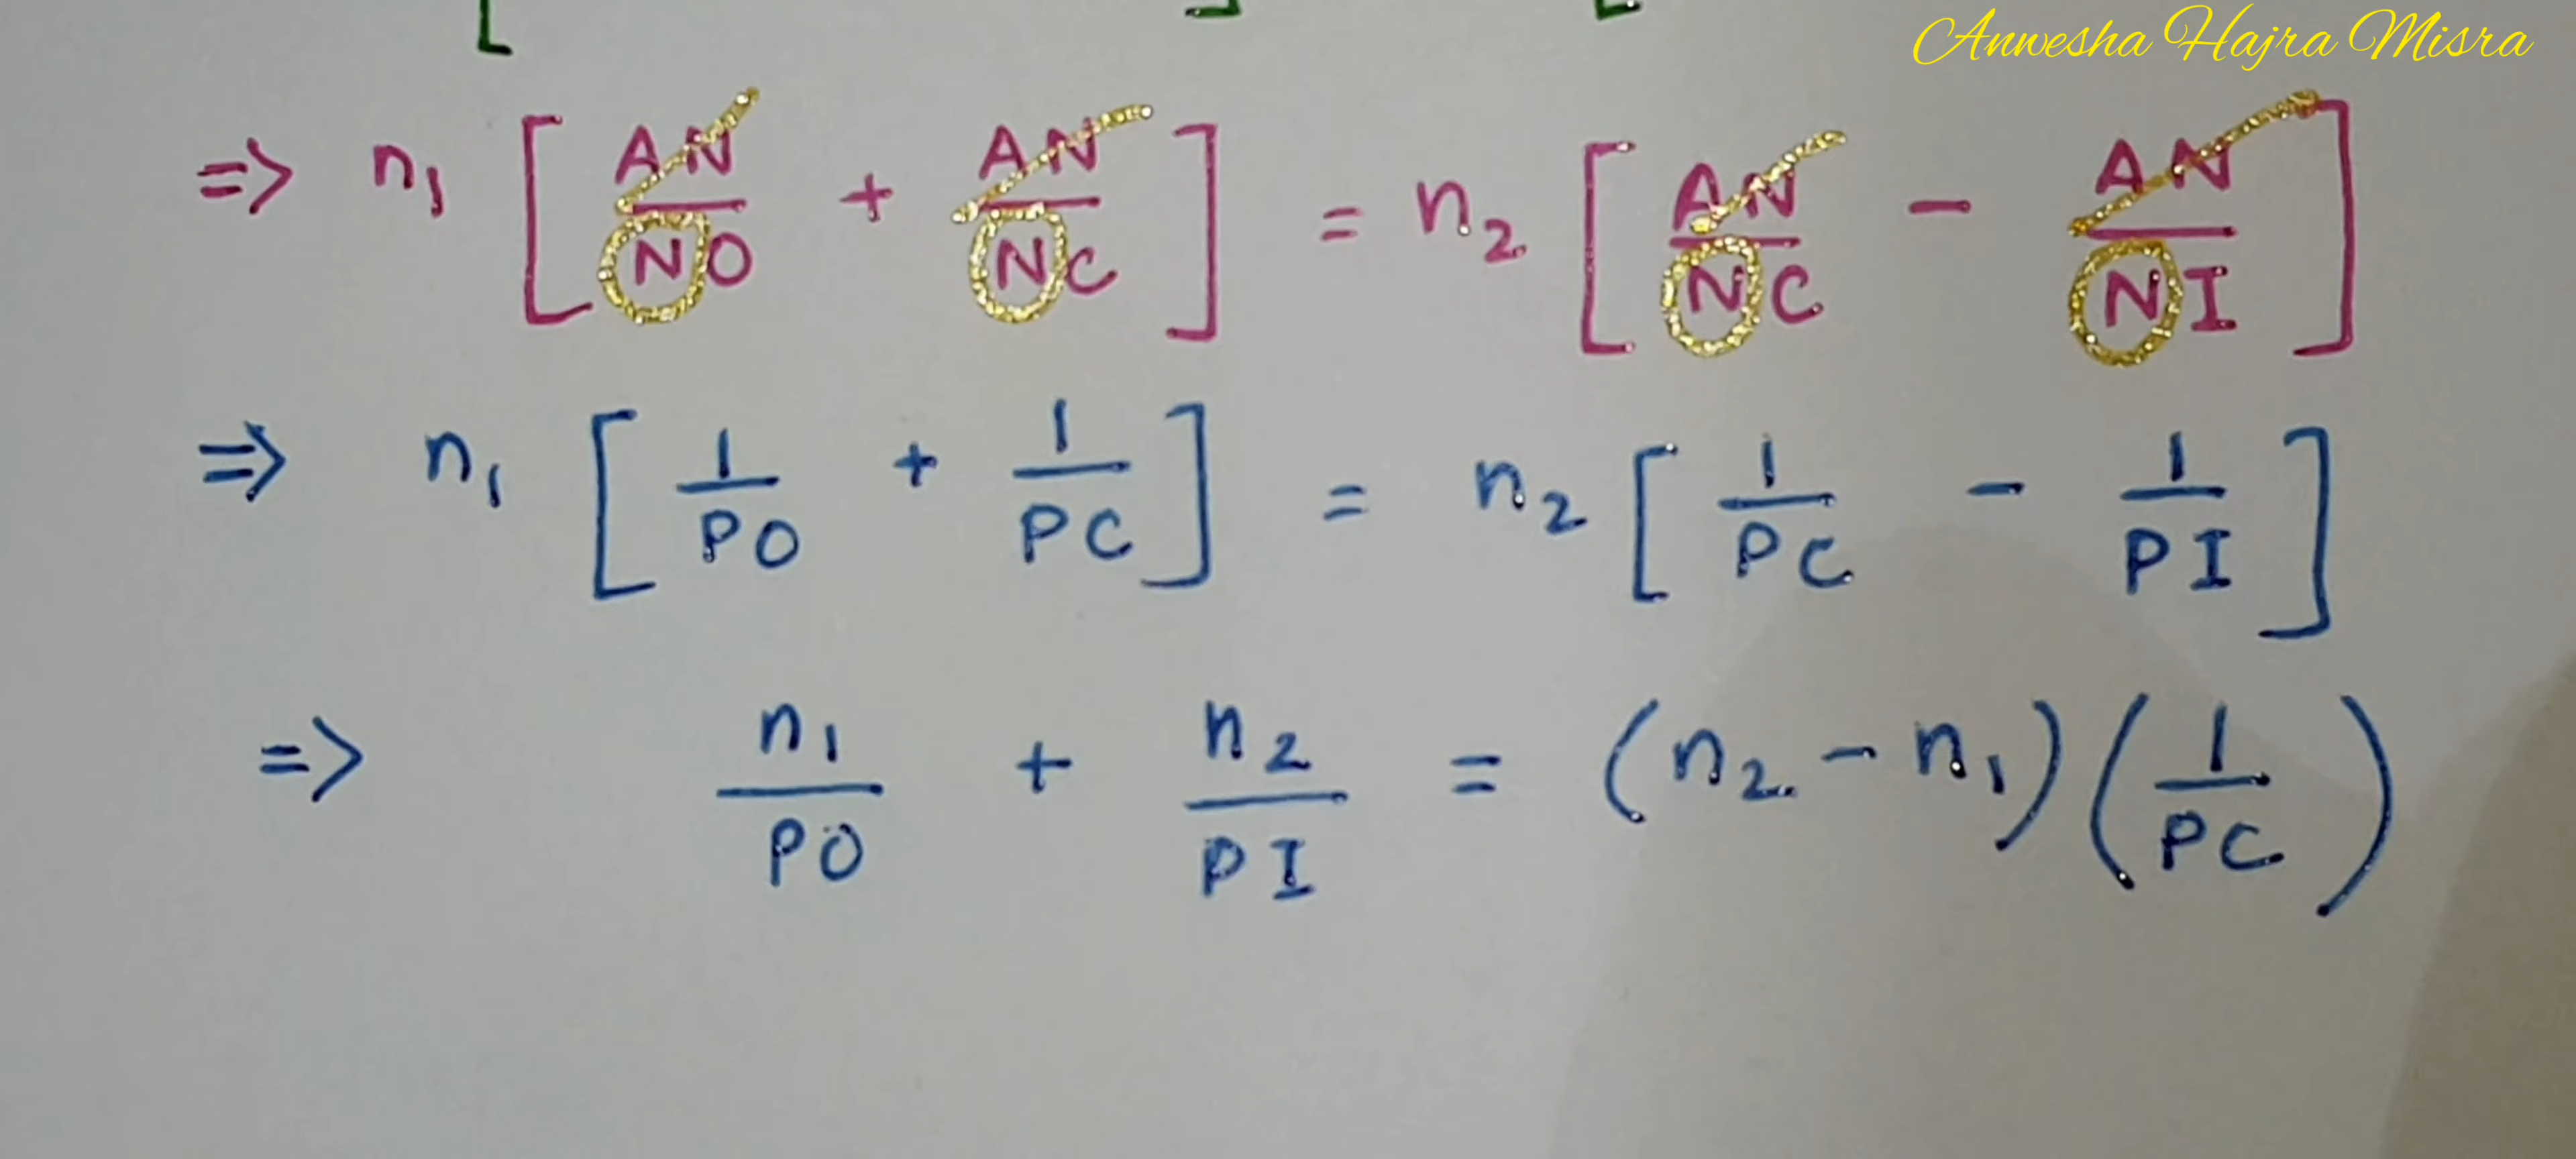 Anwesha Hajra Misra
=> n₁ [ AN/NO + AN/NC ] = n₂ [ AN/NC - AN/NI ]
=> n₁ [ 1/PO + 1/PC ] = n₂ [ 1/PC - 1/PI ]
=> n₁/PO + n₂/PI = (n₂ - n₁) (1/PC)